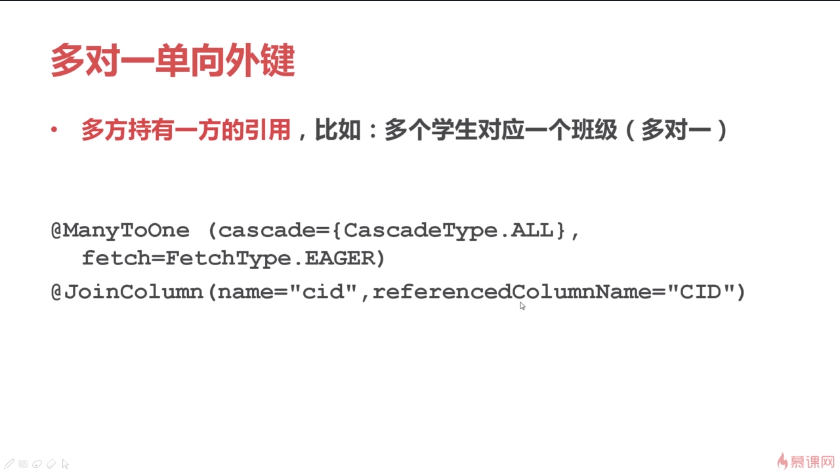 多对一单向外键
• 多方持有一方的引用，比如：多个学生对应一个班级（多对一）
@ManyToOne (cascade={CascadeType.ALL},
fetch=FetchType.EAGER)
@JoinColumn(name="cid",referencedColumnName="CID")
慕课网